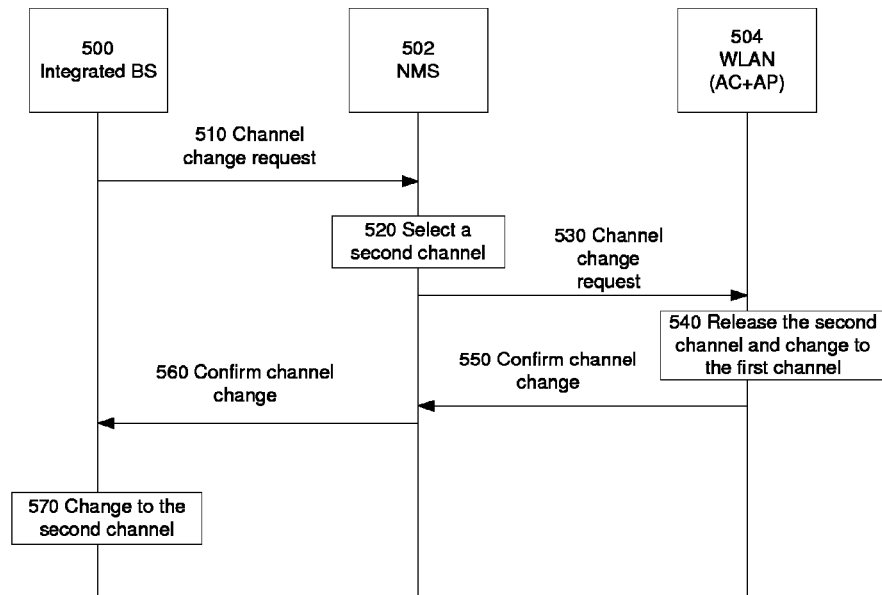 500
Integrated BS
502
NMS
504
WLAN
(AC+AP)
510 Channel
change request
520 Select a
second channel
530 Channel
change
request
540 Release the second
channel and change to
the first channel
550 Confirm channel
change
560 Confirm channel
change
570 Change to the
second channel